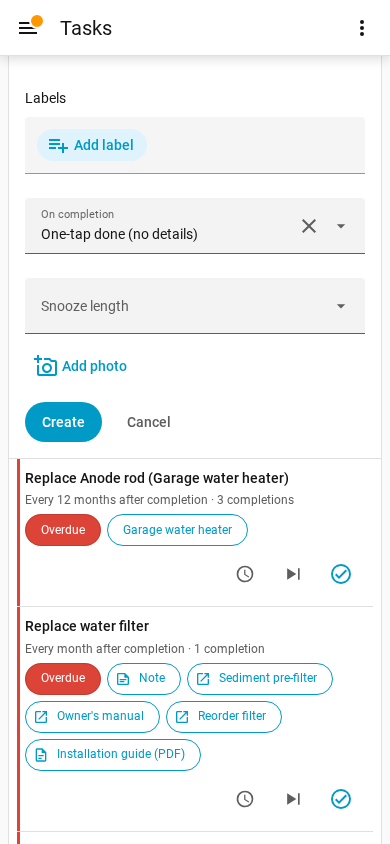 Tasks
Labels
Add label
On completion
One-tap done (no details)
Snooze length
Add photo
Create
Cancel
Replace Anode rod (Garage water heater)
Every 12 months after completion · 3 completions
Overdue
Garage water heater
Replace water filter
Every month after completion · 1 completion
Overdue
Note
Sediment pre-filter
Owner's manual
Reorder filter
Installation guide (PDF)